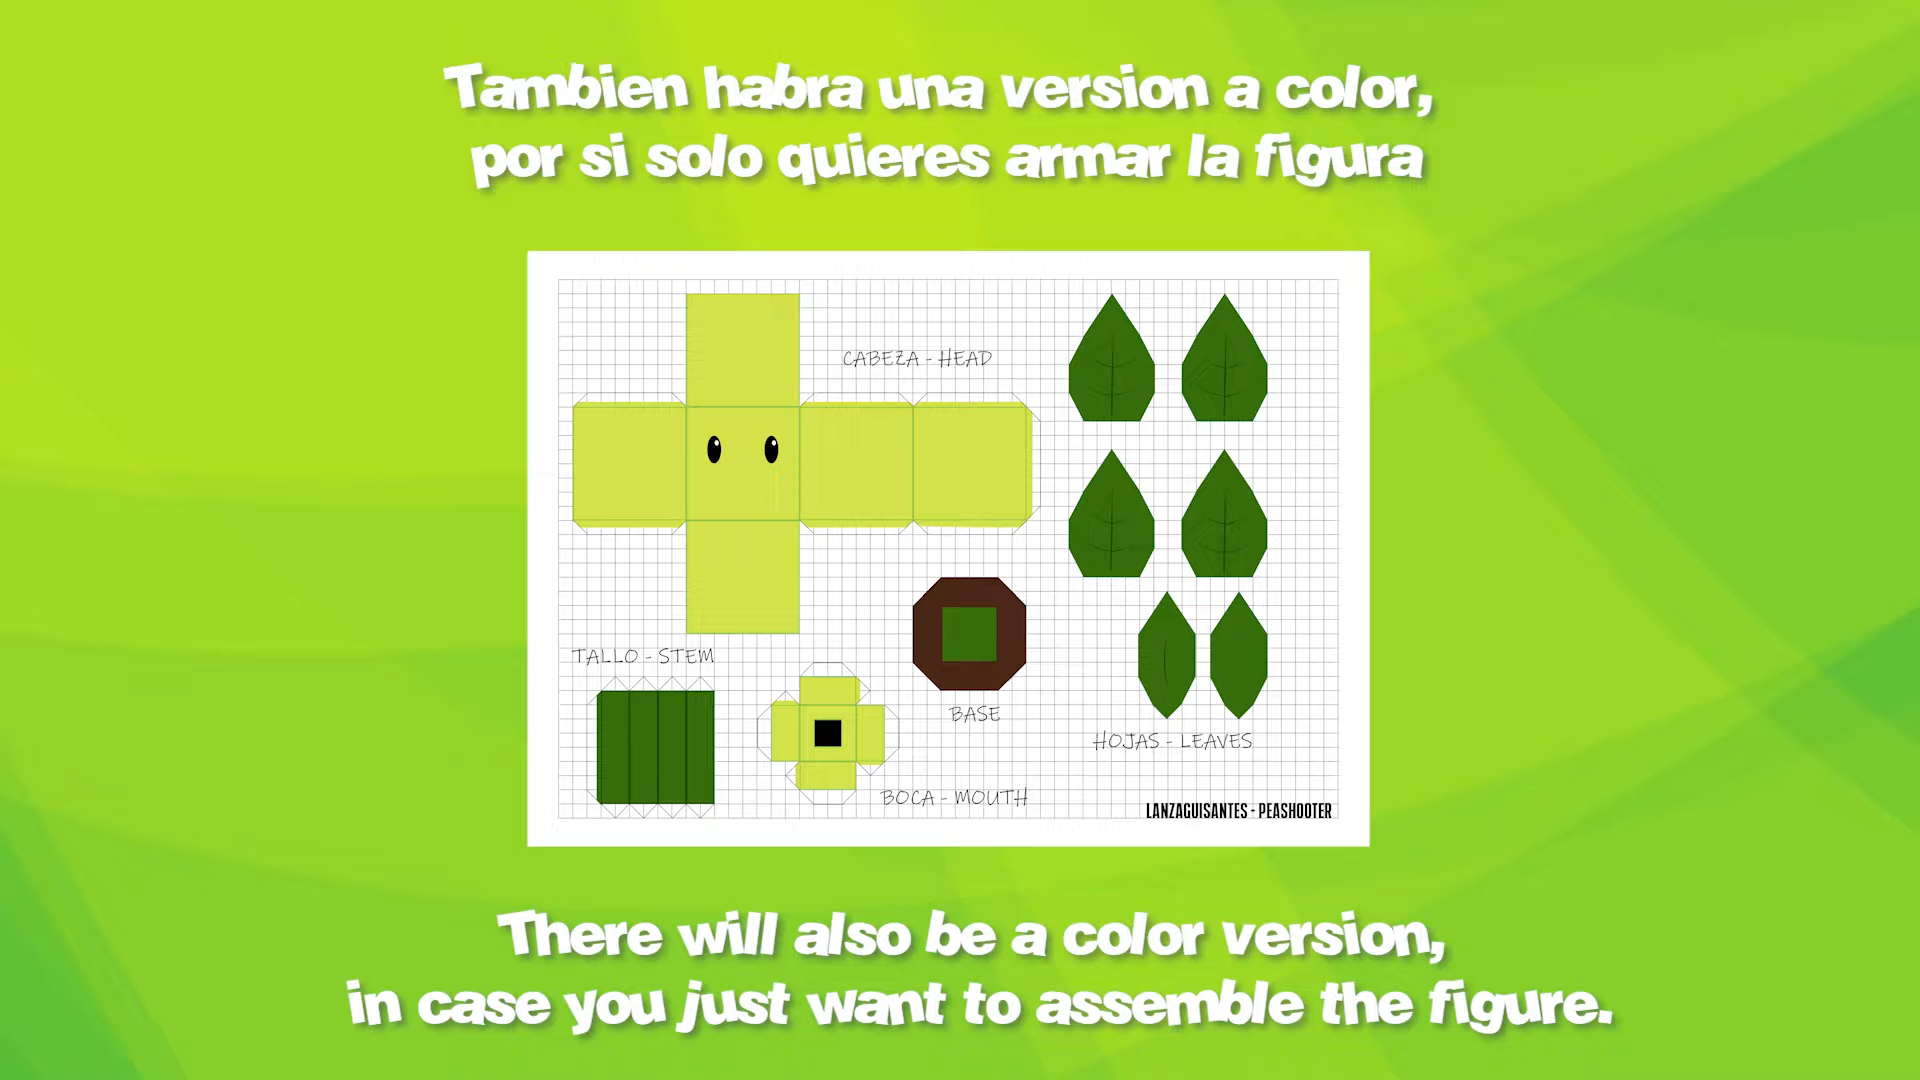 Tambien habra una version a color,
por si solo quieres armar la figura
CABEZA - HEAD
TALLO - STEM
BASE
HOJAS - LEAVES
BOCA - MOUTH
LANZAGUISANTES - PEASHOOTER
There will also be a color version,
in case you just want to assemble the figure.